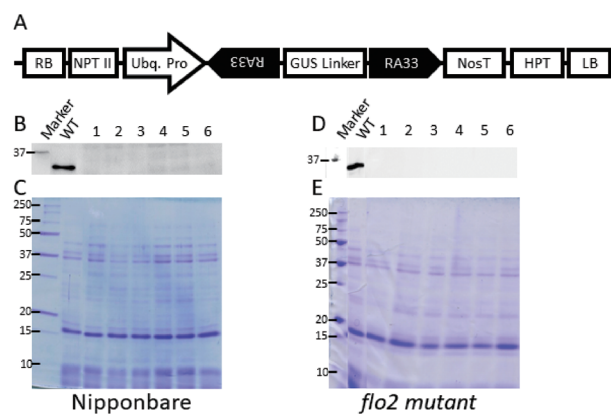 A
RB NPT II Ubq. Pro RA33 GUS Linker RA33 NosT HPT LB
B
Marker WT 1 2 3 4 5 6
37
C
250
75
50
37
25
20
15
10
Nipponbare
D
Marker WT 1 2 3 4 5 6
37
E
250
75
50
37
25
20
15
10
flo2 mutant